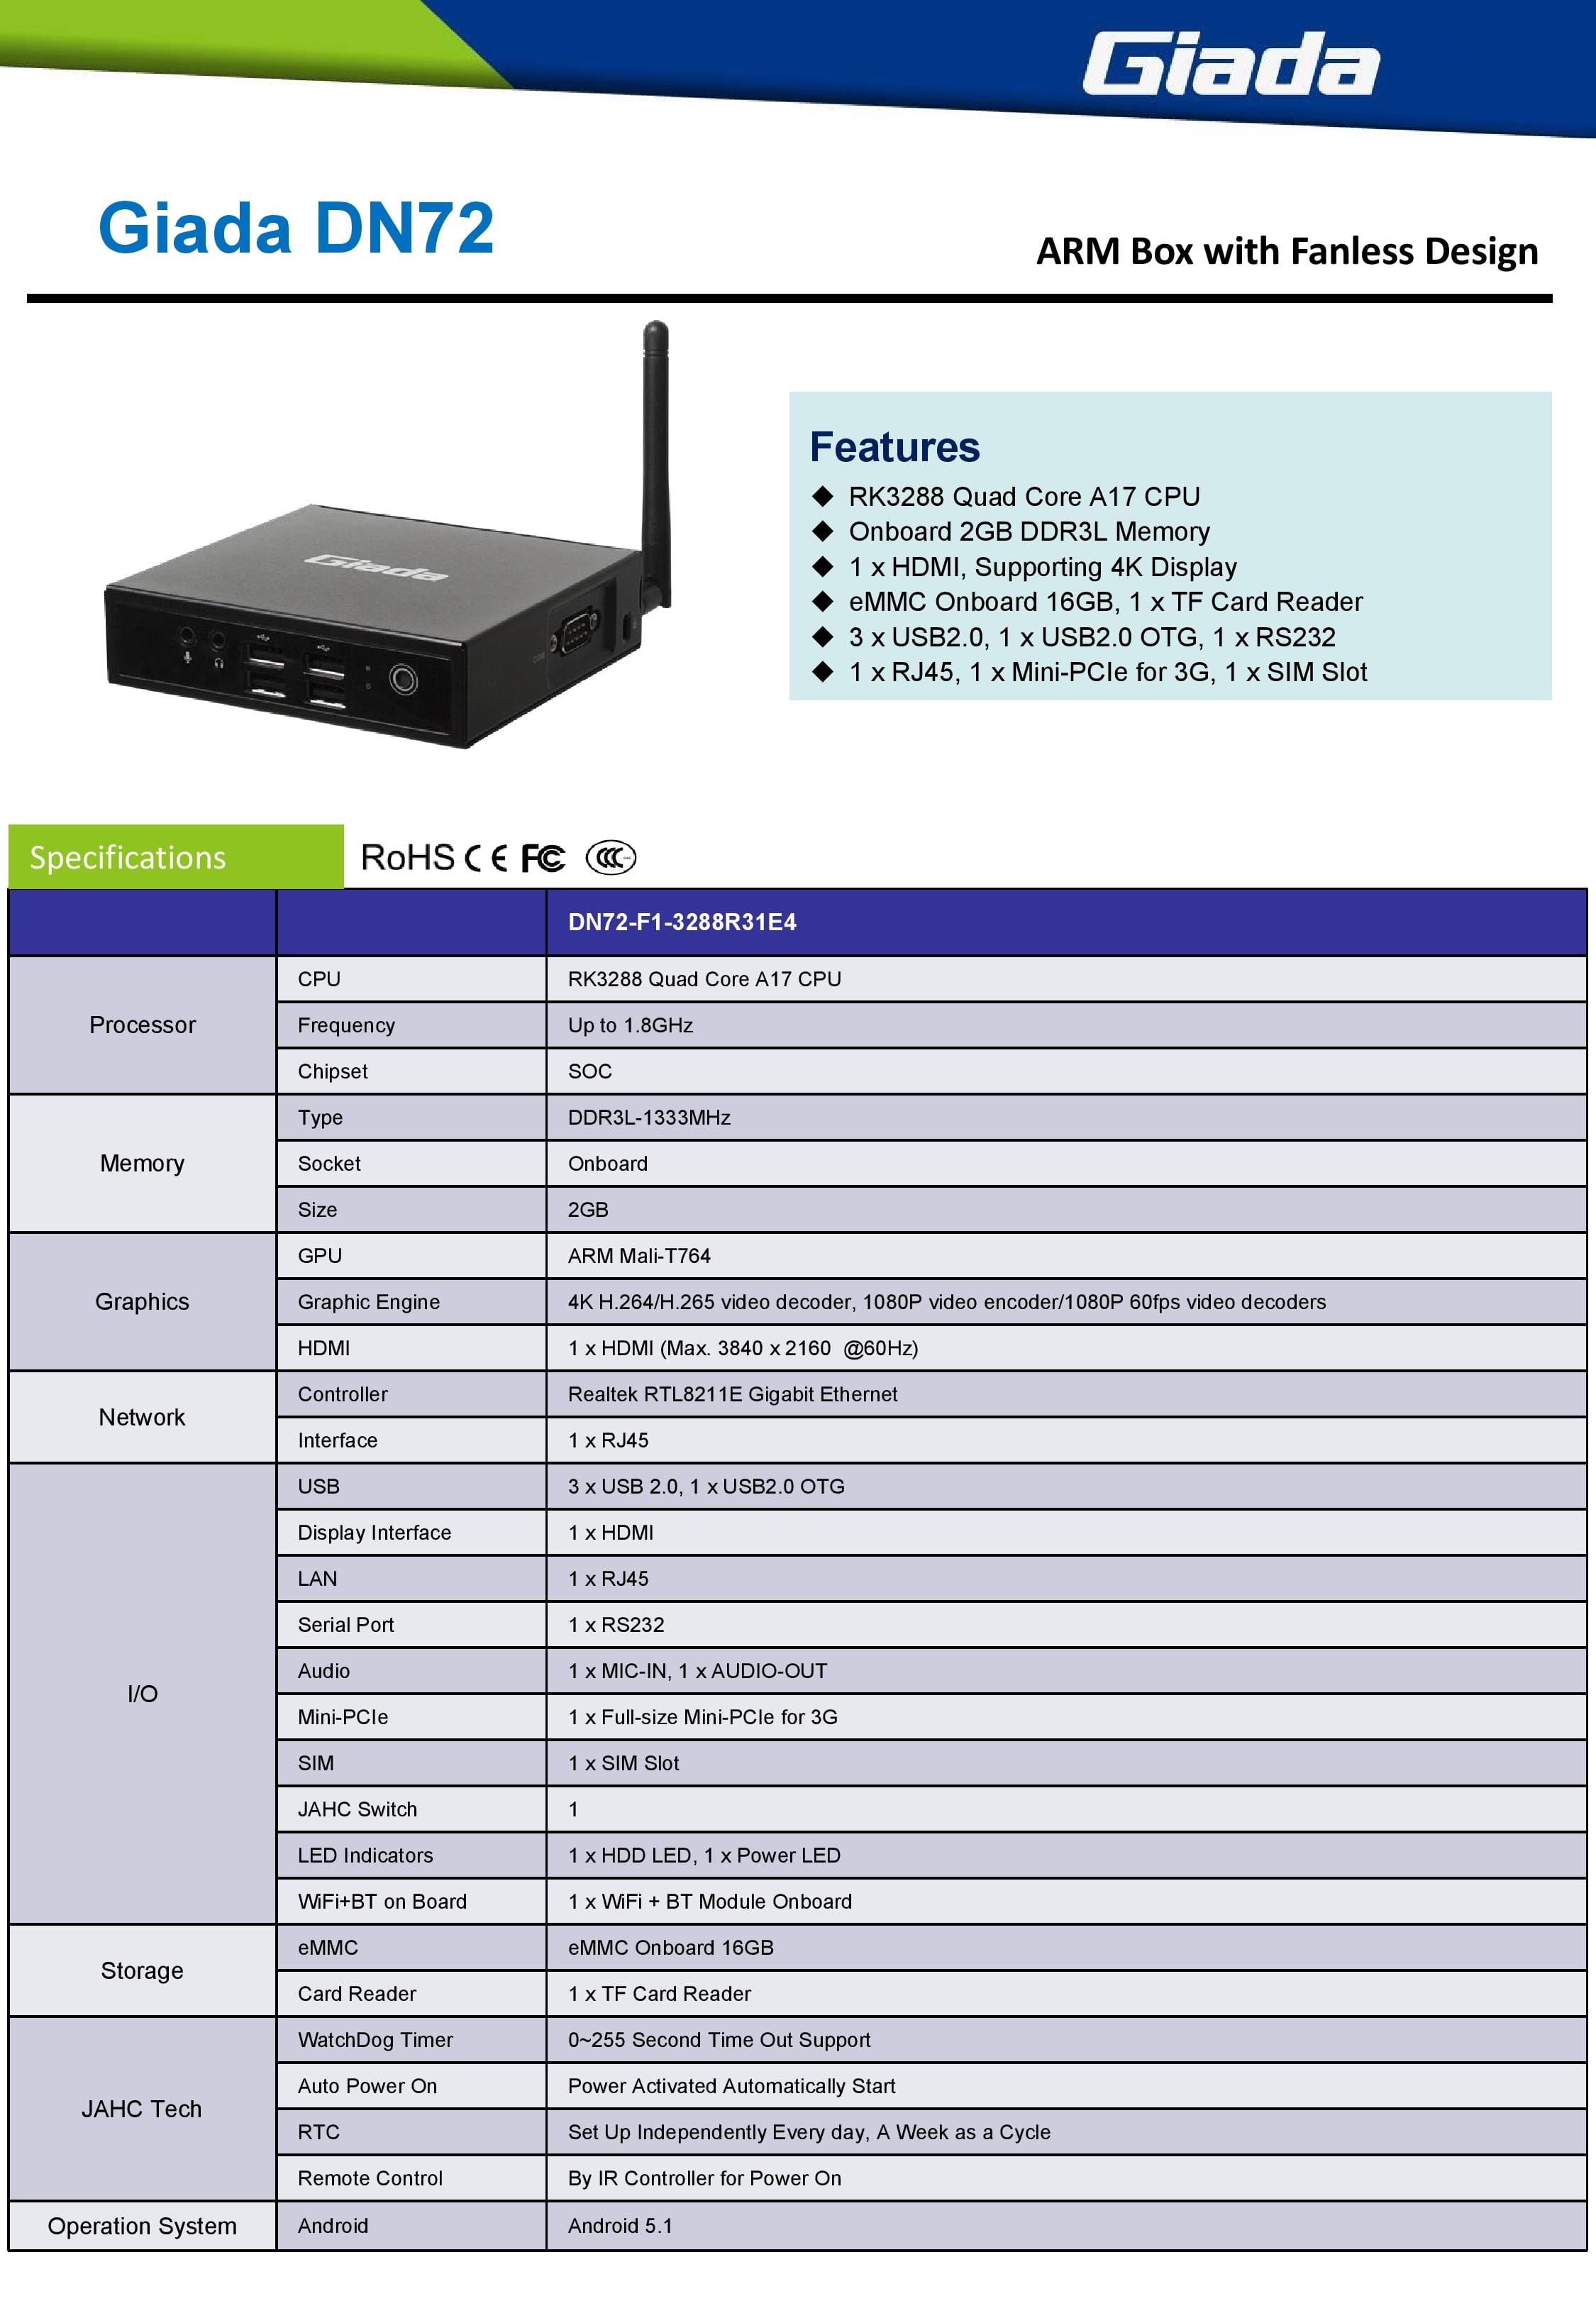 Giada
Giada DN72
ARM Box with Fanless Design
Giada
COM
Features
◆ RK3288 Quad Core A17 CPU
◆ Onboard 2GB DDR3L Memory
◆ 1 x HDMI, Supporting 4K Display
◆ eMMC Onboard 16GB, 1 x TF Card Reader
◆ 3 x USB2.0, 1 x USB2.0 OTG, 1 x RS232
◆ 1 x RJ45, 1 x Mini-PCIe for 3G, 1 x SIM Slot
Specifications RoHS CE FC CCC
DN72-F1-3288R31E4
Processor
CPU RK3288 Quad Core A17 CPU
Frequency Up to 1.8GHz
Chipset SOC
Memory
Type DDR3L-1333MHz
Socket Onboard
Size 2GB
Graphics
GPU ARM Mali-T764
Graphic Engine 4K H.264/H.265 video decoder, 1080P video encoder/1080P 60fps video decoders
HDMI 1 x HDMI (Max. 3840 x 2160 @60Hz)
Network
Controller Realtek RTL8211E Gigabit Ethernet
Interface 1 x RJ45
I/O
USB 3 x USB 2.0, 1 x USB2.0 OTG
Display Interface 1 x HDMI
LAN 1 x RJ45
Serial Port 1 x RS232
Audio 1 x MIC-IN, 1 x AUDIO-OUT
Mini-PCIe 1 x Full-size Mini-PCIe for 3G
SIM 1 x SIM Slot
JAHC Switch 1
LED Indicators 1 x HDD LED, 1 x Power LED
WiFi+BT on Board 1 x WiFi + BT Module Onboard
Storage
eMMC eMMC Onboard 16GB
Card Reader 1 x TF Card Reader
JAHC Tech
WatchDog Timer 0~255 Second Time Out Support
Auto Power On Power Activated Automatically Start
RTC Set Up Independently Every day, A Week as a Cycle
Remote Control By IR Controller for Power On
Operation System
Android Android 5.1